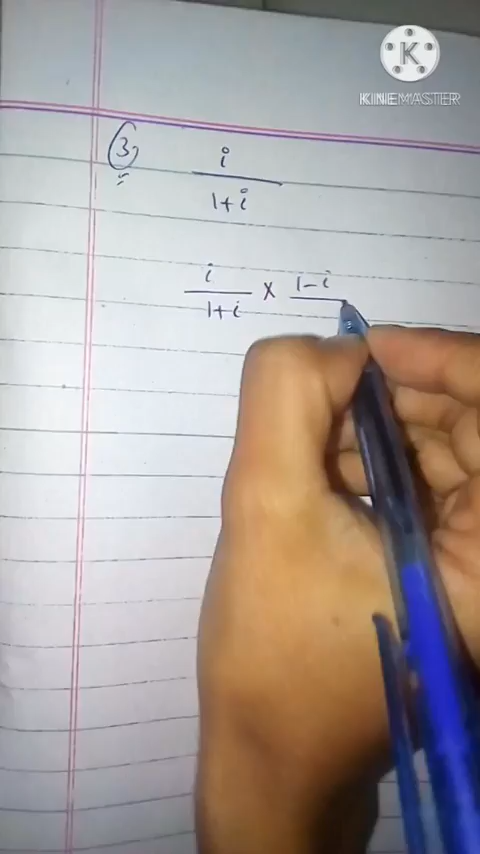 K
KINEMASTER
3)
i
1+i
i/1+i × 1-i